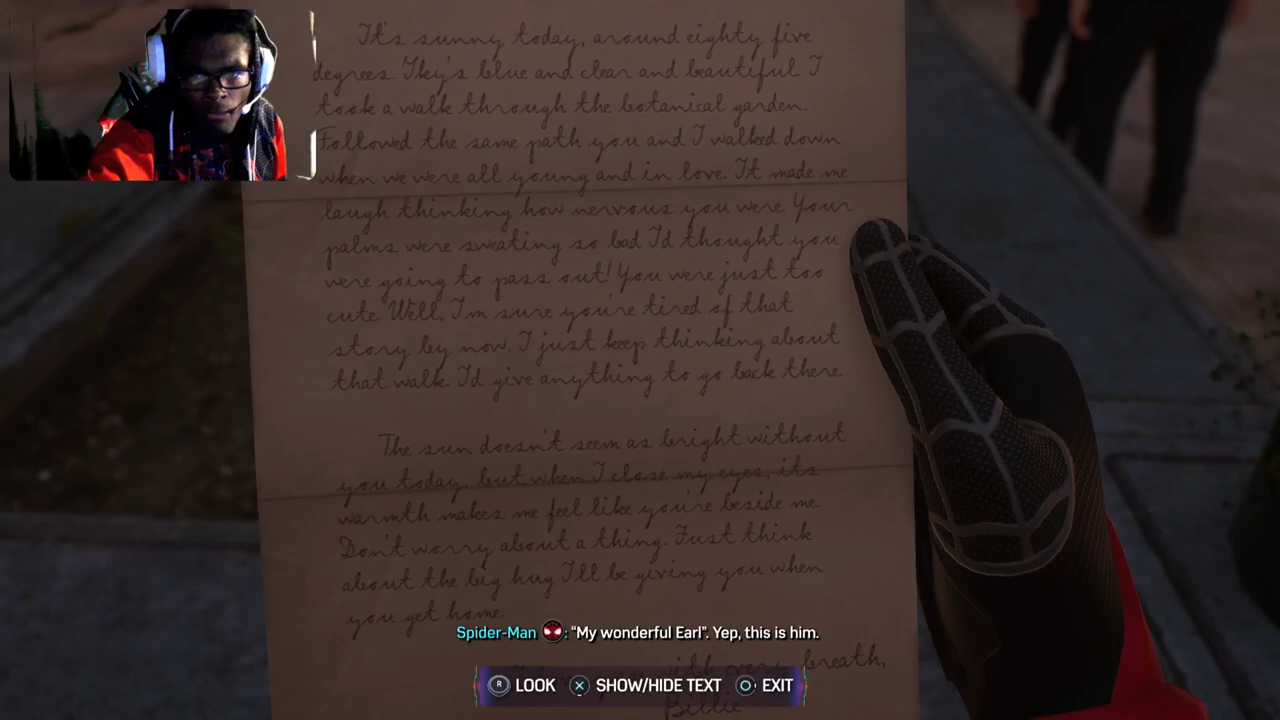 It's sunny today, around eighty five
degrees. Sky's blue and clear and beautiful. I
took a walk through the botanical garden.
Followed the same path you and I walked down
when we were all young and in love. It made me
laugh thinking how nervous you were. Your
palms were sweating so bad I'd thought you
were going to pass out! You were just too
cute. Well, I'm sure you're tired of that
story by now. I just keep thinking about
that walk. I'd give anything to go back there.
The sun doesn't seem as bright without
you today, but when I close my eyes, its
warmth makes me feel like you're beside me.
Don't worry about a thing. Just think
about the big hug I'll be giving you when
you get home.
Spider-Man : "My wonderful Earl". Yep, this is him.
with every breath,
R LOOK SHOW/HIDE TEXT EXIT
Billie